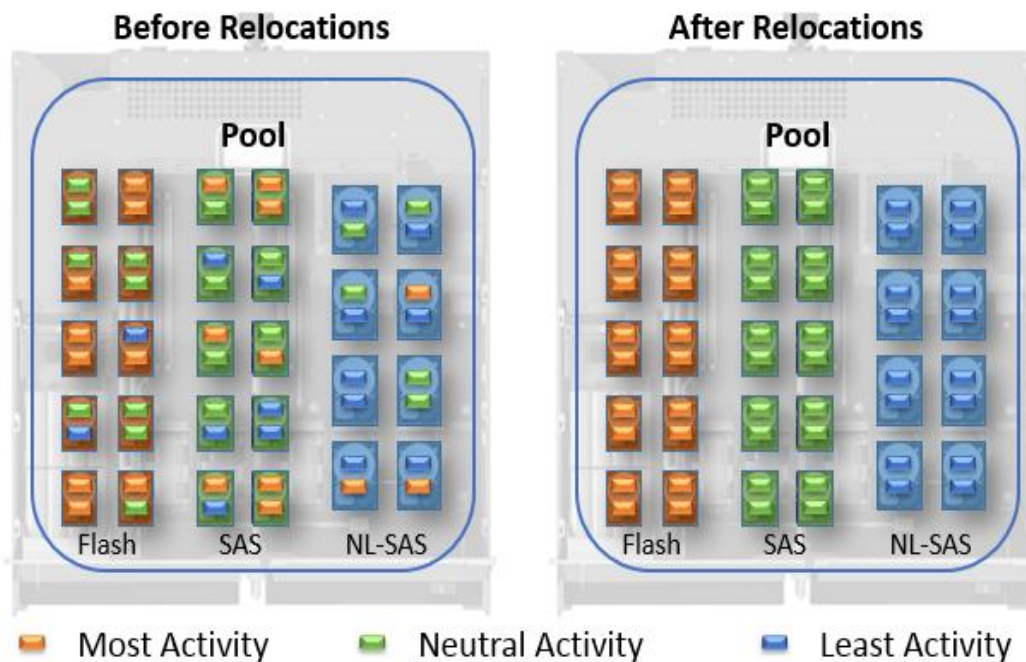 Before Relocations
Pool
Flash SAS NL-SAS
After Relocations
Pool
Flash SAS NL-SAS
Most Activity Neutral Activity Least Activity